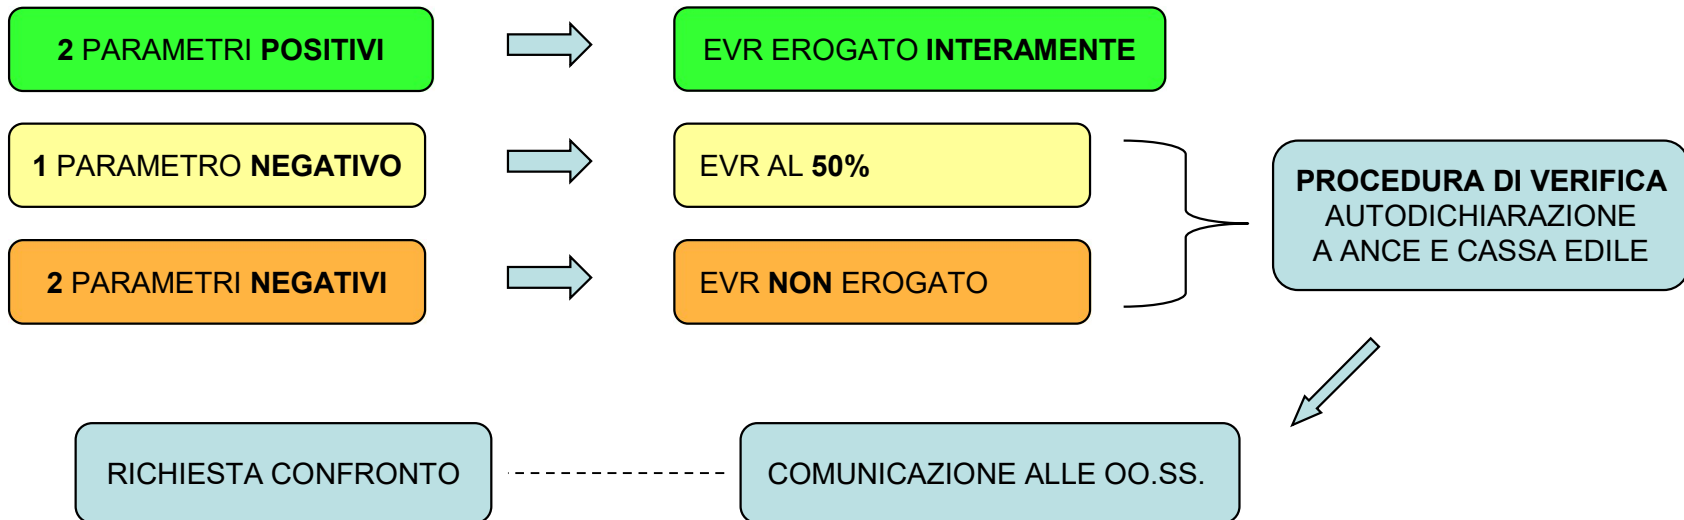 2 PARAMETRI POSITIVI
EVR EROGATO INTERAMENTE
1 PARAMETRO NEGATIVO
EVR AL 50%
2 PARAMETRI NEGATIVI
EVR NON EROGATO
PROCEDURA DI VERIFICA
AUTODICHIARAZIONE
A ANCE E CASSA EDILE
RICHIESTA CONFRONTO
COMUNICAZIONE ALLE OO.SS.